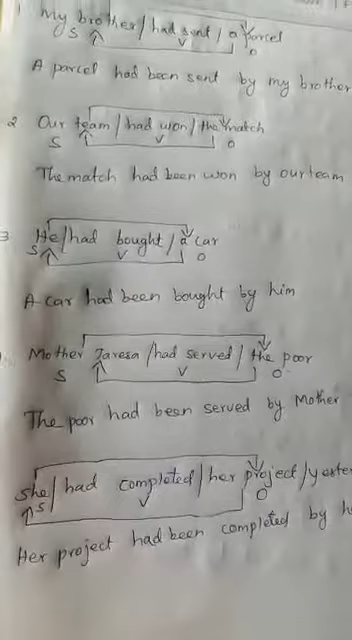 1 My brother / had sent / a parcel
S V O
A parcel had been sent by my brother
2 Our team / had won / the match
S V O
The match had been won by our team
3 He / had bought / a car
S V O
A car had been bought by him
Mother Taresa / had served / the poor
S V O
The poor had been served by Mother
she / had completed / her project /
S V O
Her project had been completed by